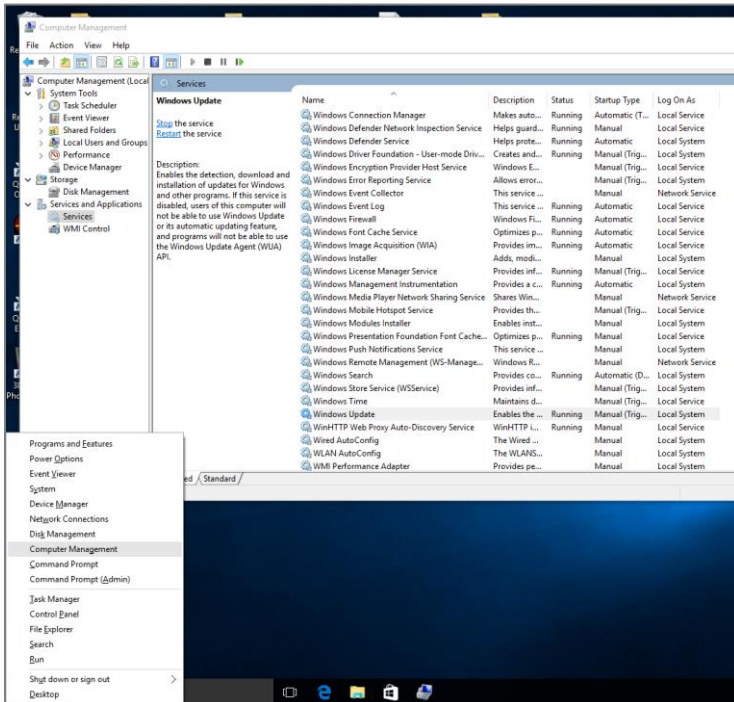 Computer Management
File Action View Help
Computer Management (Local
System Tools
Task Scheduler
Event Viewer
Shared Folders
Local Users and Groups
Performance
Device Manager
Storage
Disk Management
Services and Applications
Services
WMI Control
Services
Windows Update
Stop the service
Restart the service
Description:
Enables the detection, download and
installation of updates for Windows
and other programs. If this service is
disabled, users of this computer will
not be able to use Windows Update
or its automatic updating feature,
and programs will not be able to use
the Windows Update Agent (WUA)
API.
Name Description Status Startup Type Log On As
Windows Connection Manager Makes auto... Running Automatic (T... Local Service
Windows Defender Network Inspection Service Helps guard... Running Manual Local Service
Windows Defender Service Helps prote... Running Automatic Local System
Windows Driver Foundation - User-mode Driv... Creates and... Running Manual (Trig... Local System
Windows Encryption Provider Host Service Windows E... Manual (Trig... Local Service
Windows Error Reporting Service Allows error... Manual (Trig... Local System
Windows Event Collector This service ... Manual Network Service
Windows Event Log This service ... Running Automatic Local Service
Windows Firewall Windows Fi... Running Automatic Local Service
Windows Font Cache Service Optimizes p... Running Automatic Local Service
Windows Image Acquisition (WIA) Provides im... Running Automatic Local Service
Windows Installer Adds, modi... Manual Local System
Windows License Manager Service Provides inf... Running Manual (Trig... Local Service
Windows Management Instrumentation Provides a c... Running Automatic Local System
Windows Media Player Network Sharing Service Shares Win... Manual Network Service
Windows Mobile Hotspot Service Provides th... Manual (Trig... Local Service
Windows Modules Installer Enables inst... Manual Local System
Windows Presentation Foundation Font Cache... Optimizes p... Running Manual Local Service
Windows Push Notifications Service This service ... Manual Local System
Windows Remote Management (WS-Manage... Windows R... Manual Network Service
Windows Search Provides co... Running Automatic (D... Local System
Windows Store Service (WSService) Provides inf... Manual (Trig... Local System
Windows Time Maintains d... Manual (Trig... Local Service
Windows Update Enables the ... Running Manual (Trig... Local System
WinHTTP Web Proxy Auto-Discovery Service WinHTTP i... Running Manual Local Service
Wired AutoConfig The Wired ... Manual Local System
WLAN AutoConfig The WLANS... Manual Local System
WMI Performance Adapter Provides pe... Manual Local System
ed Standard
Programs and Features
Power Options
Event Viewer
System
Device Manager
Network Connections
Disk Management
Computer Management
Command Prompt
Command Prompt (Admin)
Task Manager
Control Panel
File Explorer
Search
Run
Shut down or sign out
Desktop